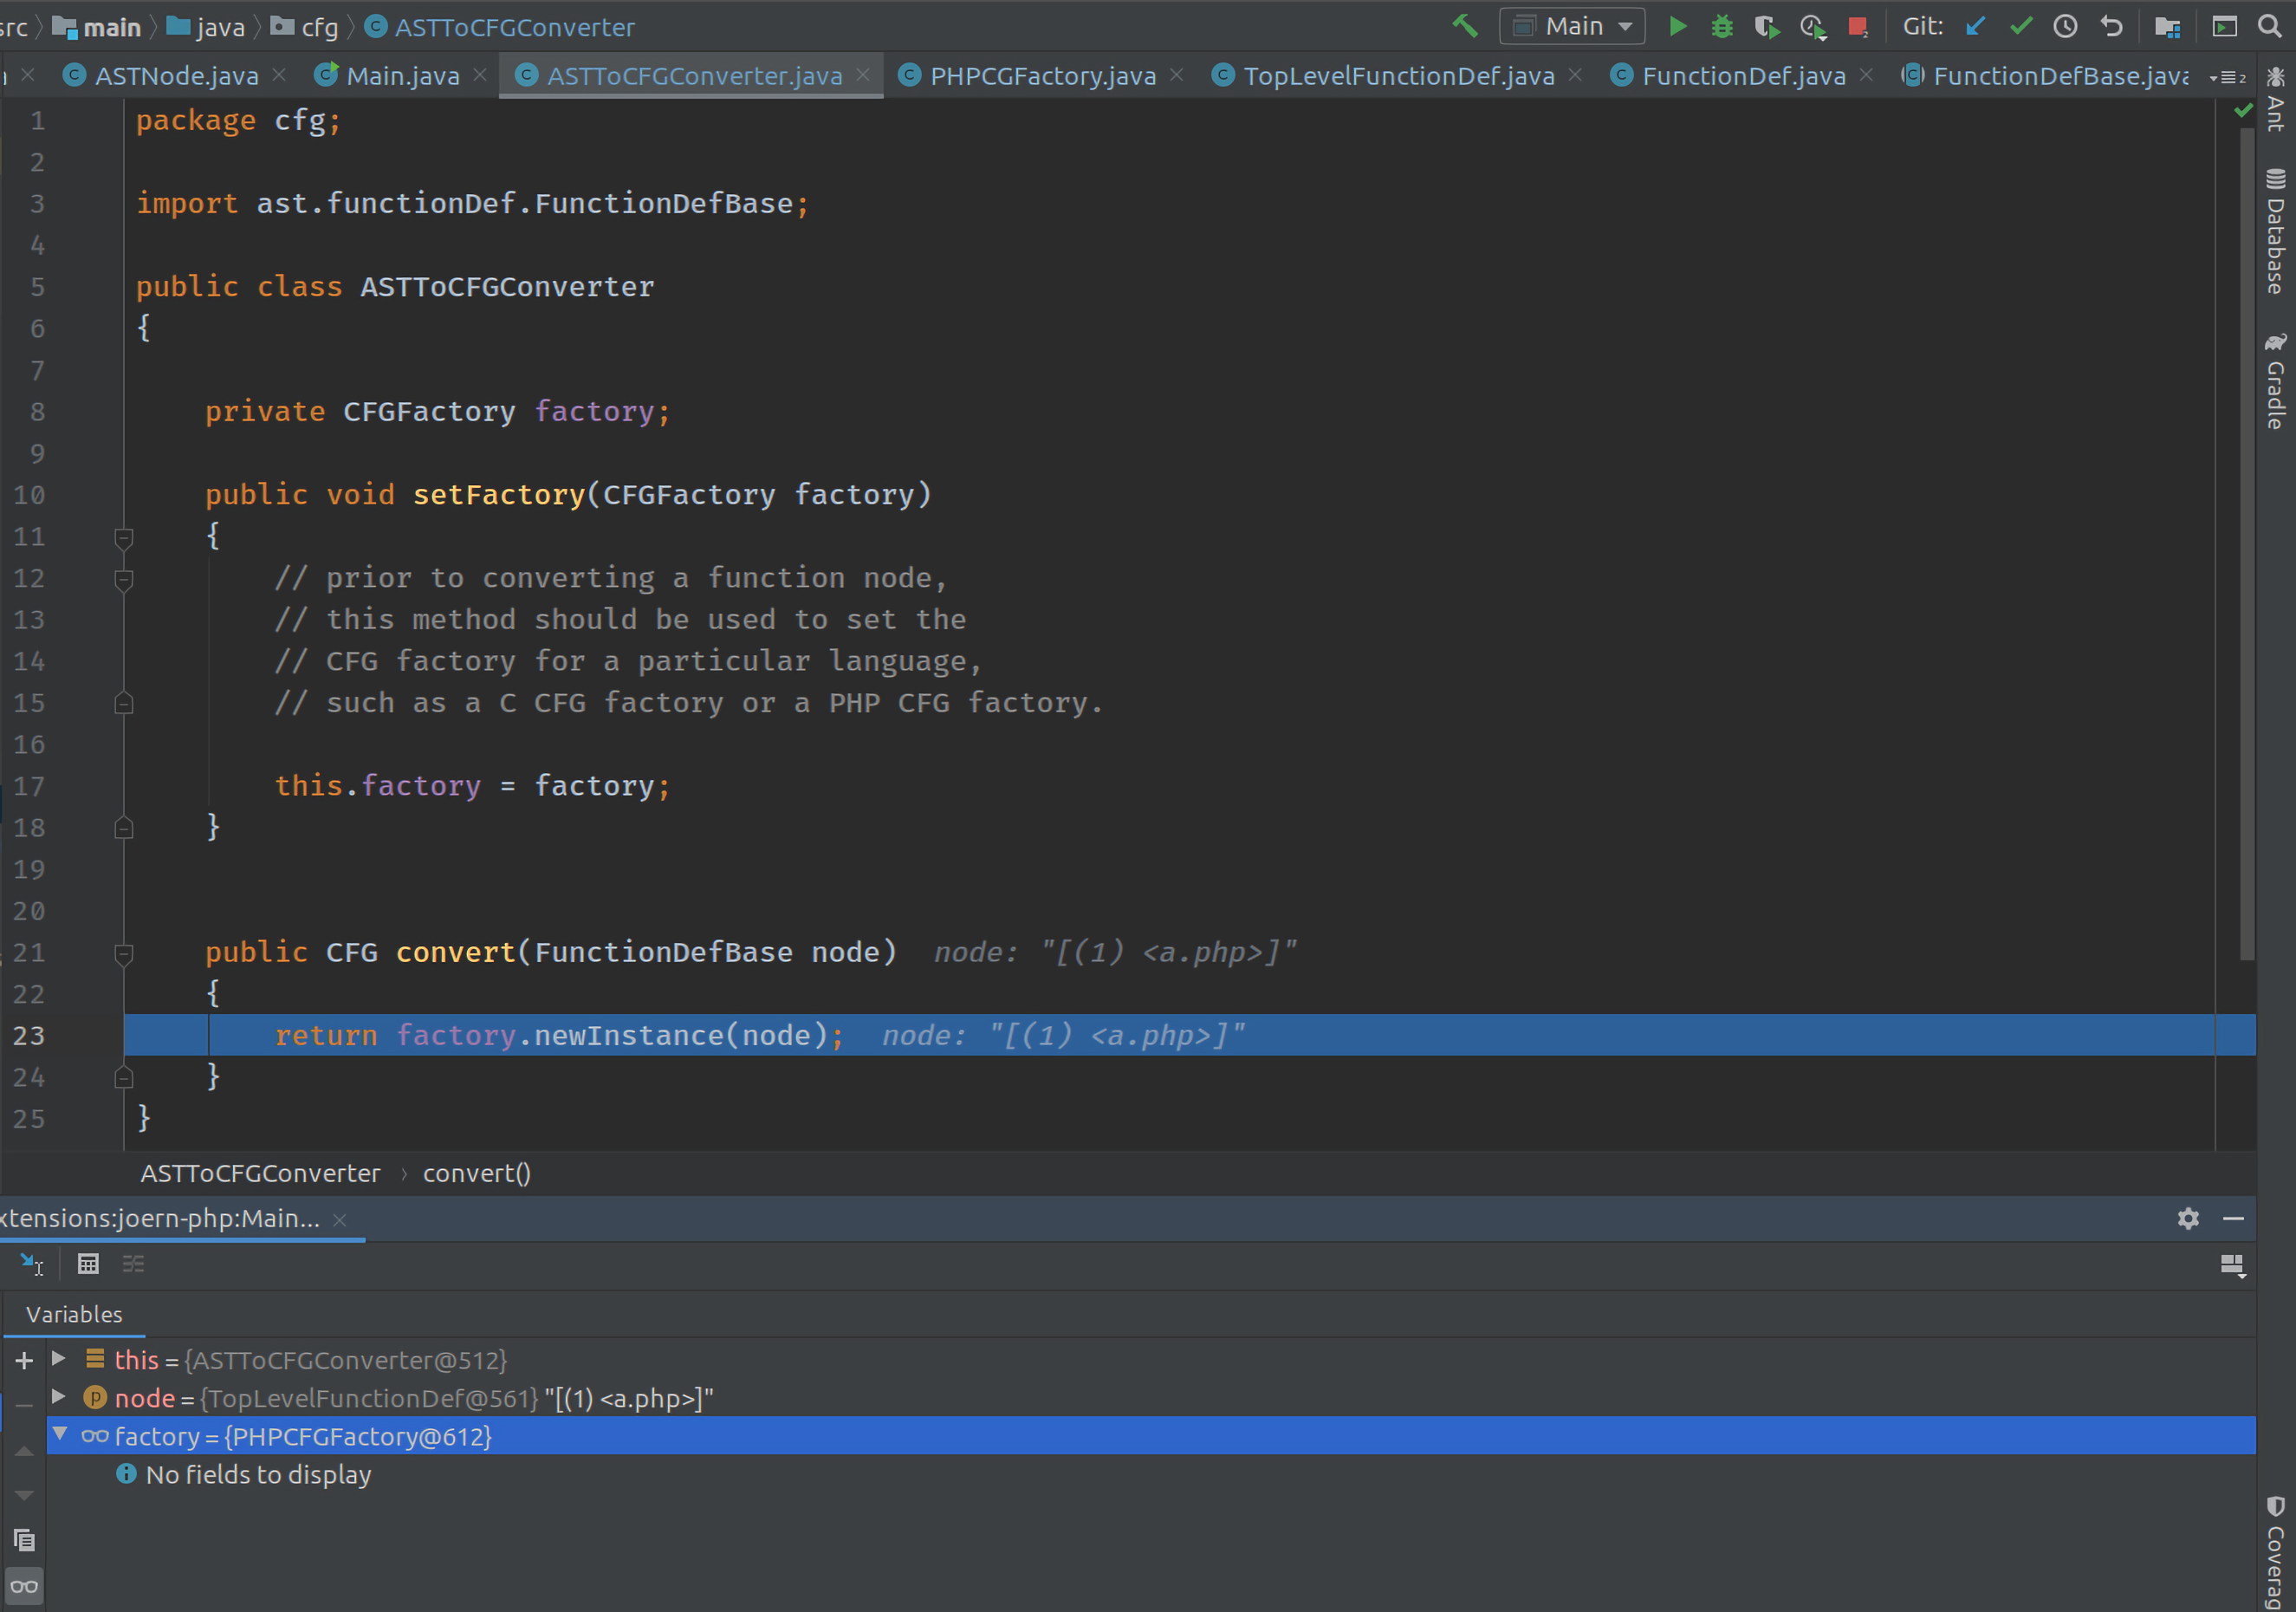 src main java cfg ASTToCFGConverter Main Git:
ASTNode.java Main.java ASTToCFGConverter.java PHPCGFactory.java TopLevelFunctionDef.java FunctionDef.java FunctionDefBase.java
1 package cfg;
2
3 import ast.functionDef.FunctionDefBase;
4
5 public class ASTToCFGConverter
6 {
7
8 private CFGFactory factory;
9
10 public void setFactory(CFGFactory factory)
11 {
12 // prior to converting a function node,
13 // this method should be used to set the
14 // CFG factory for a particular language,
15 // such as a C CFG factory or a PHP CFG factory.
16
17 this.factory = factory;
18 }
19
20
21 public CFG convert(FunctionDefBase node) node: "[(1) <a.php>]"
22 {
23 return factory.newInstance(node); node: "[(1) <a.php>]"
24 }
25 }
ASTToCFGConverter › convert()
xtensions:joern-php:Main...
Variables
this = {ASTToCFGConverter@512}
node = {TopLevelFunctionDef@561} "[(1) <a.php>]"
factory = {PHPCFGFactory@612}
No fields to display
Ant
Database
Gradle
Coverag